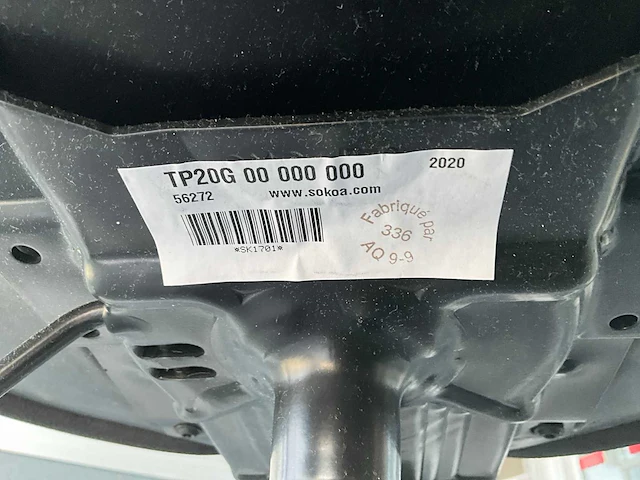 TP20G 00 000 000
2020
56272
www.sokoa.com
*SK1701*
Fabriqué par
336
AQ 9-9